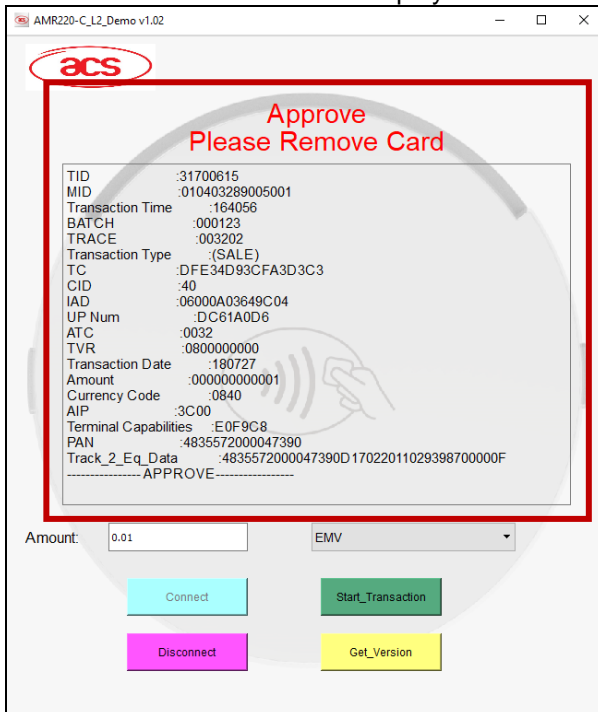 AMR220-C_L2_Demo v1.02
acs
Approve
Please Remove Card
TID :31700615
MID :010403289005001
Transaction Time :164056
BATCH :000123
TRACE :003202
Transaction Type :(SALE)
TC :DFE34D93CFA3D3C3
CID :40
IAD :06000A03649C04
UP Num :DC61A0D6
ATC :0032
TVR :0800000000
Transaction Date :180727
Amount :000000000001
Currency Code :0840
AIP :3C00
Terminal Capabilities :E0F9C8
PAN :4835572000047390
Track_2_Eq_Data :4835572000047390D17022011029398700000F
-----------------APPROVE-----------------
Amount: 0.01 EMV
Connect Start_Transaction
Disconnect Get_Version